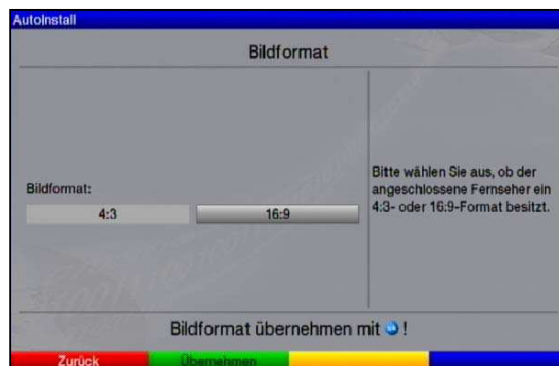 AutoInstall
Bildformat
Bildformat:
4:3
16:9
Bitte wählen Sie aus, ob der
angeschlossene Fernseher ein
4:3- oder 16:9-Format besitzt.
Bildformat übernehmen mit !
Zurück
Übernehmen